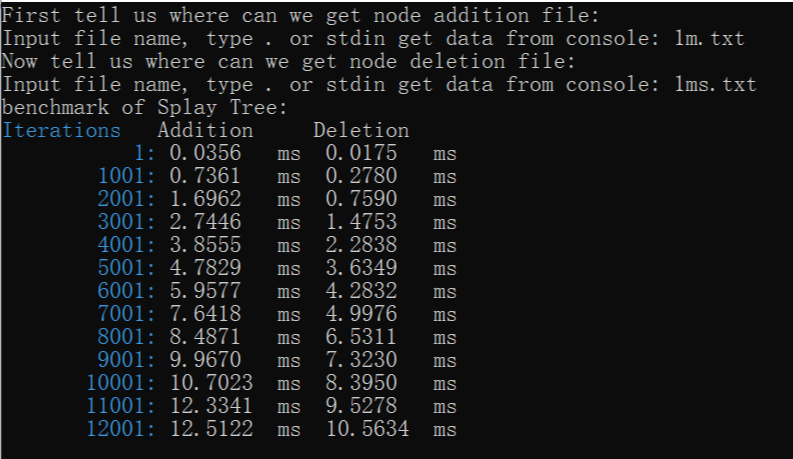 First tell us where can we get node addition file:
Input file name, type . or stdin get data from console: lm.txt
Now tell us where can we get node deletion file:
Input file name, type . or stdin get data from console: lms.txt
benchmark of Splay Tree:
Iterations Addition Deletion
1: 0.0356 ms 0.0175 ms
1001: 0.7361 ms 0.2780 ms
2001: 1.6962 ms 0.7590 ms
3001: 2.7446 ms 1.4753 ms
4001: 3.8555 ms 2.2838 ms
5001: 4.7829 ms 3.6349 ms
6001: 5.9577 ms 4.2832 ms
7001: 7.6418 ms 4.9976 ms
8001: 8.4871 ms 6.5311 ms
9001: 9.9670 ms 7.3230 ms
10001: 10.7023 ms 8.3950 ms
11001: 12.3341 ms 9.5278 ms
12001: 12.5122 ms 10.5634 ms